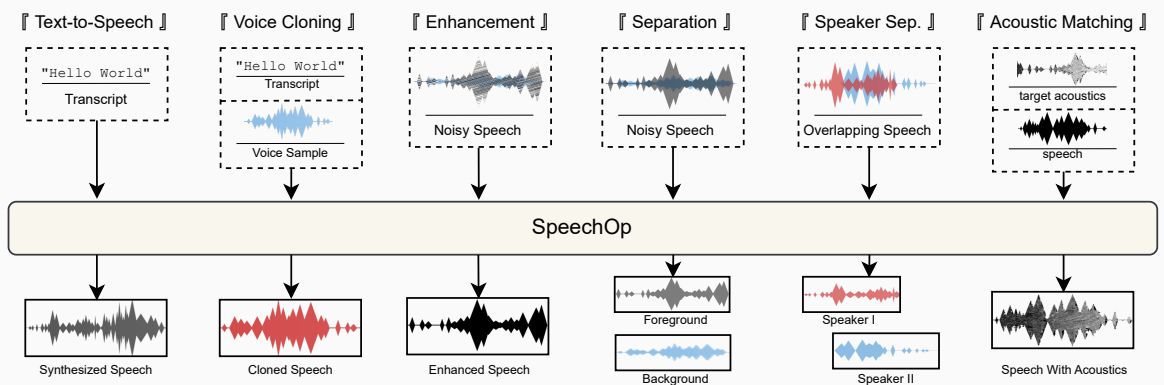 『 Text-to-Speech 』
『 Voice Cloning 』
『 Enhancement 』
『 Separation 』
『 Speaker Sep. 』
『 Acoustic Matching 』
"Hello World"
Transcript
"Hello World"
Transcript
Voice Sample
Noisy Speech
Noisy Speech
Overlapping Speech
target acoustics
speech
SpeechOp
Synthesized Speech
Cloned Speech
Enhanced Speech
Foreground
Background
Speaker I
Speaker II
Speech With Acoustics